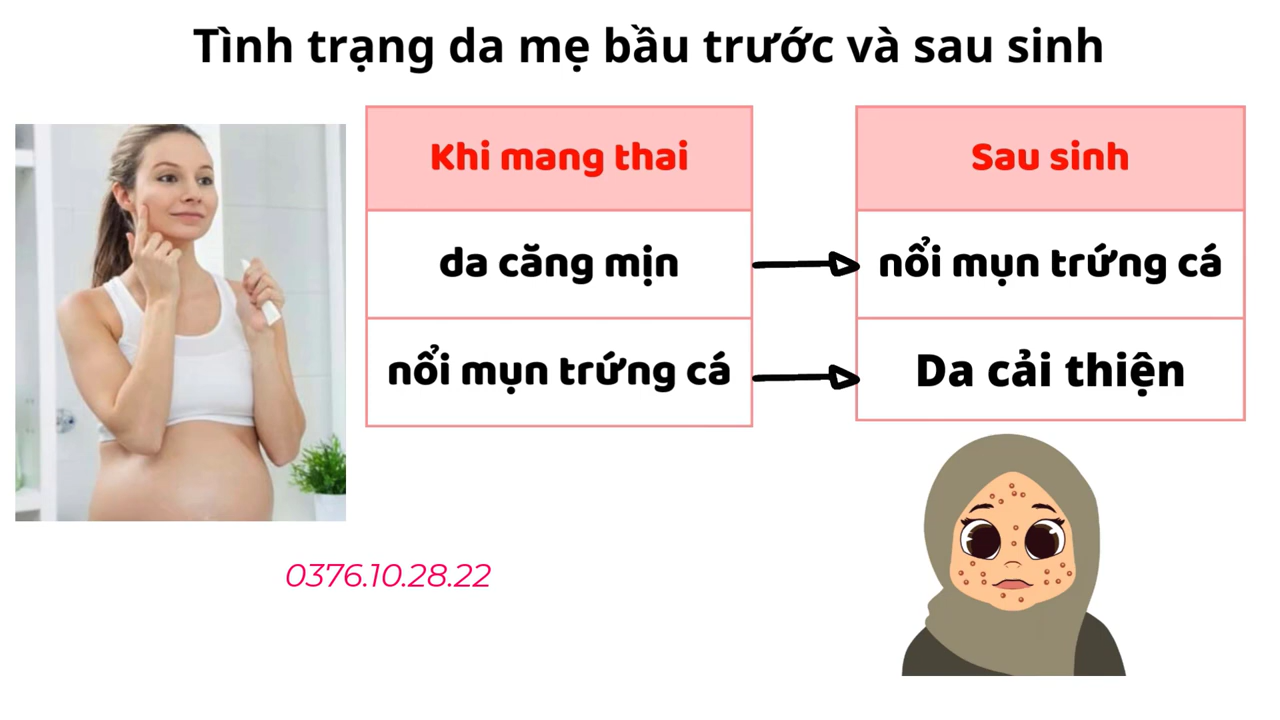 Tình trạng da mẹ bầu trước và sau sinh
Khi mang thai
Sau sinh
da căng mịn
nổi mụn trứng cá
nổi mụn trứng cá
Da cải thiện
0376.10.28.22